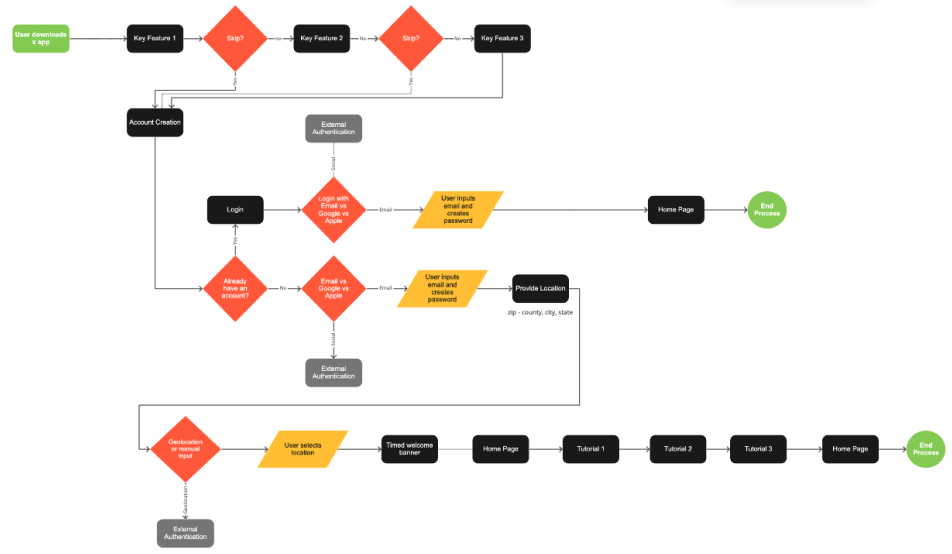 User downloads
x app
Key Feature 1
Skip?
no
Key Feature 2
No
Skip?
No
Key Feature 3
Yes
Yes
Account Creation
External
Authentication
Social
Login
Login with
Email vs
Google vs
Apple
Email
User inputs
email and
creates
password
Home Page
End
Process
Yes
Already
have an
account?
No
Email vs
Google vs
Apple
Email
User inputs
email and
creates
password
Provide Location
zip - county, city, state
Social
External
Authentication
Geolocation
or manual
input
User selects
location
Timed welcome
banner
Home Page
Tutorial 1
Tutorial 2
Tutorial 3
Home Page
End
Process
Geolocation
External
Authentication